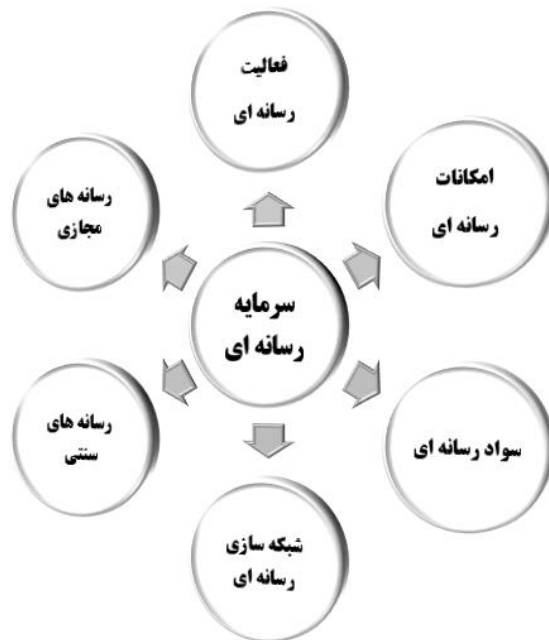 فعالیت
رسانه ای
امکانات
رسانه ای
رسانه های
مجازی
سرمایه
رسانه ای
سواد رسانه ای
رسانه های
سنتی
شبکه سازی
رسانه ای